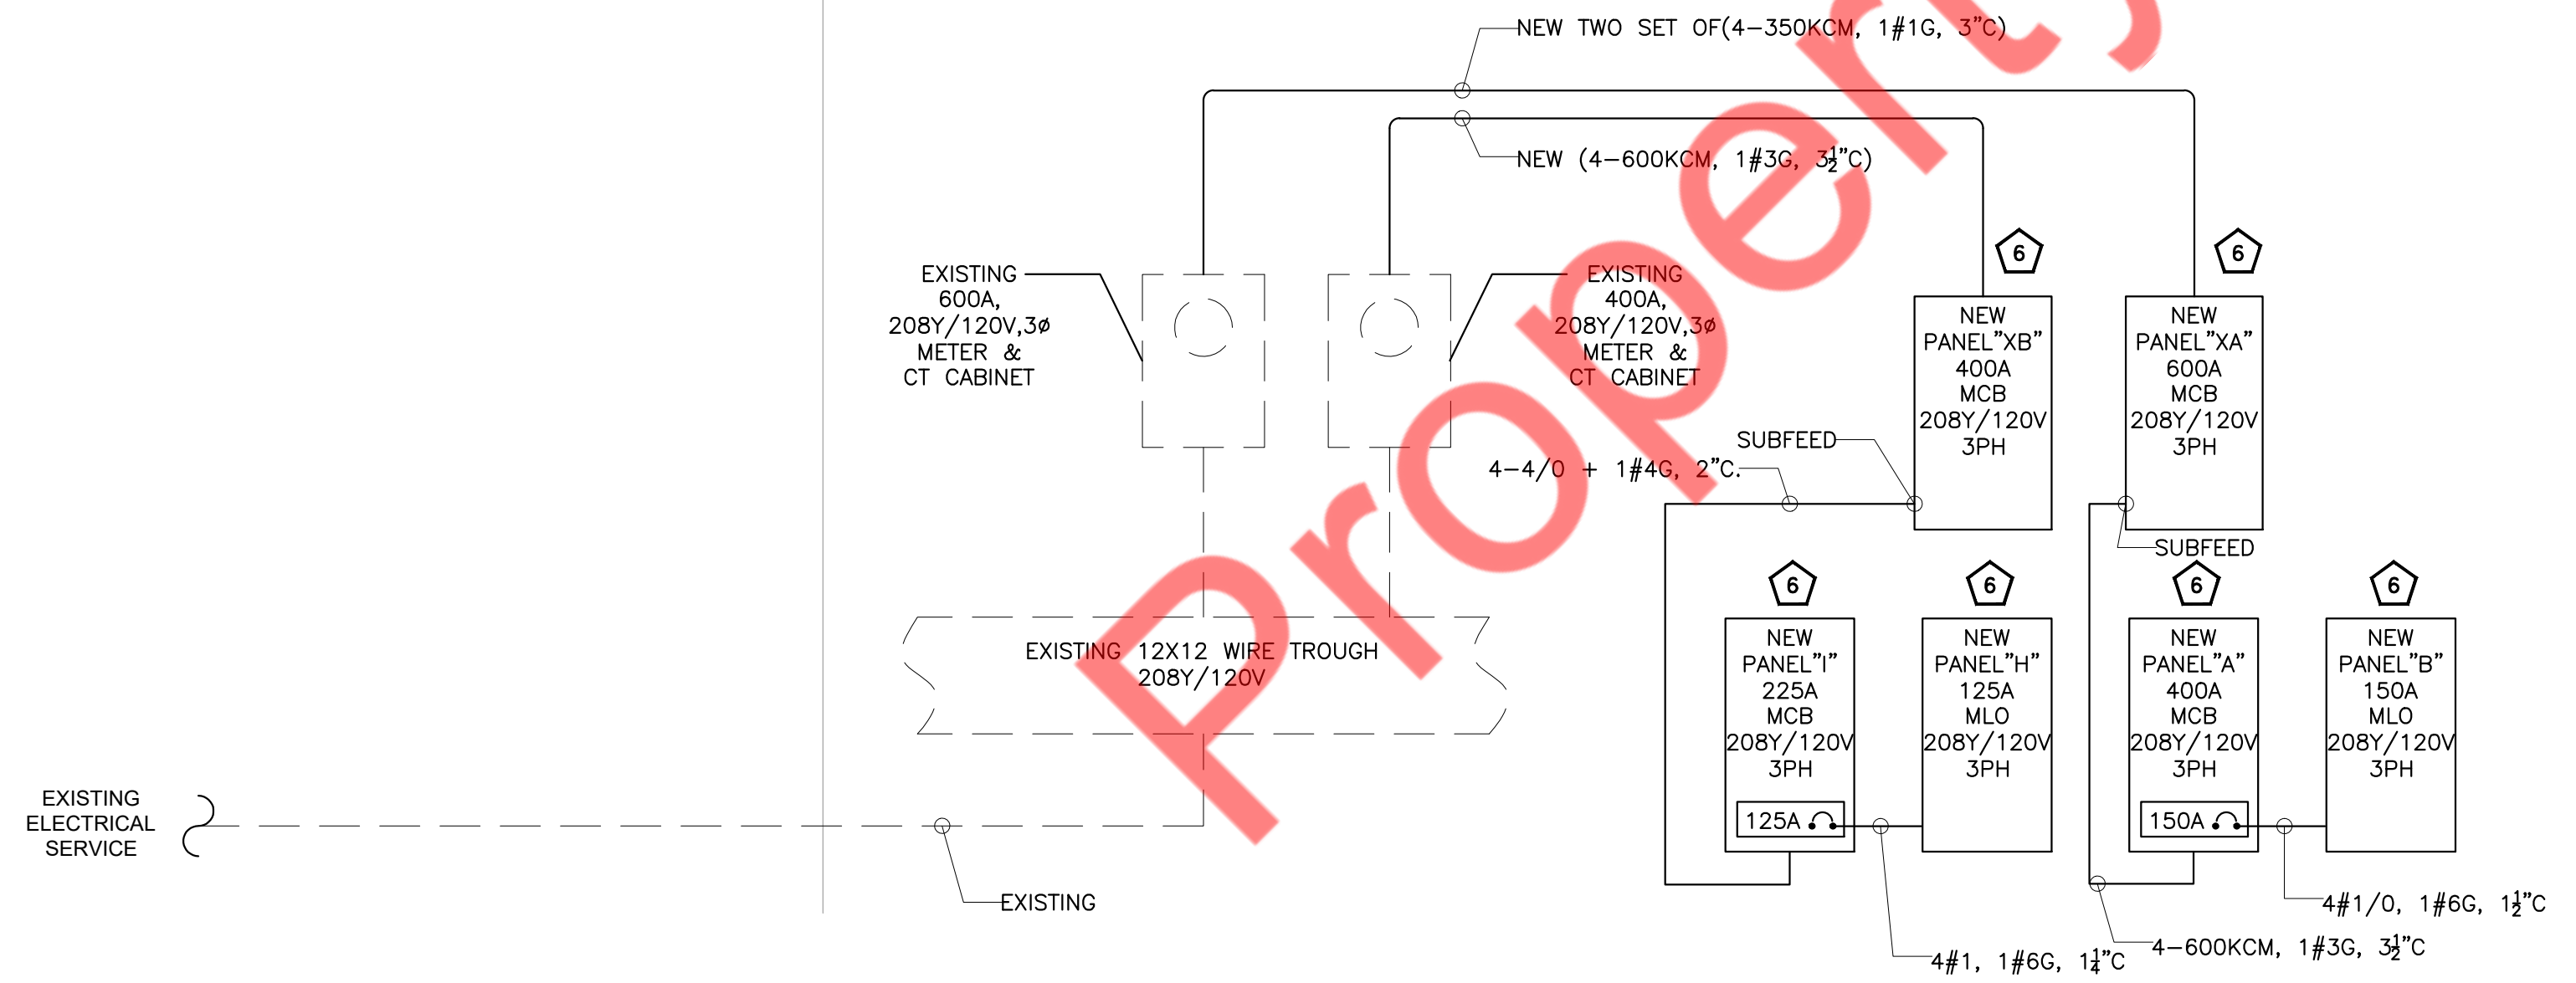 NEW TWO SET OF(4-350KCM, 1#1G, 3"C)
NEW (4-600KCM, 1#3G, 3½"C)
EXISTING
600A,
208Y/120V,3ø
METER &
CT CABINET
EXISTING
400A,
208Y/120V,3ø
METER &
CT CABINET
6
6
NEW
PANEL"XB"
400A
MCB
208Y/120V
3PH
NEW
PANEL"XA"
600A
MCB
208Y/120V
3PH
SUBFEED
4-4/0 + 1#4G, 2"C.
SUBFEED
6
6
6
6
EXISTING 12X12 WIRE TROUGH
208Y/120V
NEW
PANEL"I"
225A
MCB
208Y/120V
3PH
125A
NEW
PANEL"H"
125A
MLO
208Y/120V
3PH
NEW
PANEL"A"
400A
MCB
208Y/120V
3PH
150A
NEW
PANEL"B"
150A
MLO
208Y/120V
3PH
EXISTING
ELECTRICAL
SERVICE
EXISTING
4#1/0, 1#6G, 1½"C
4-600KCM, 1#3G, 3½"C
4#1, 1#6G, 1¼"C
Property